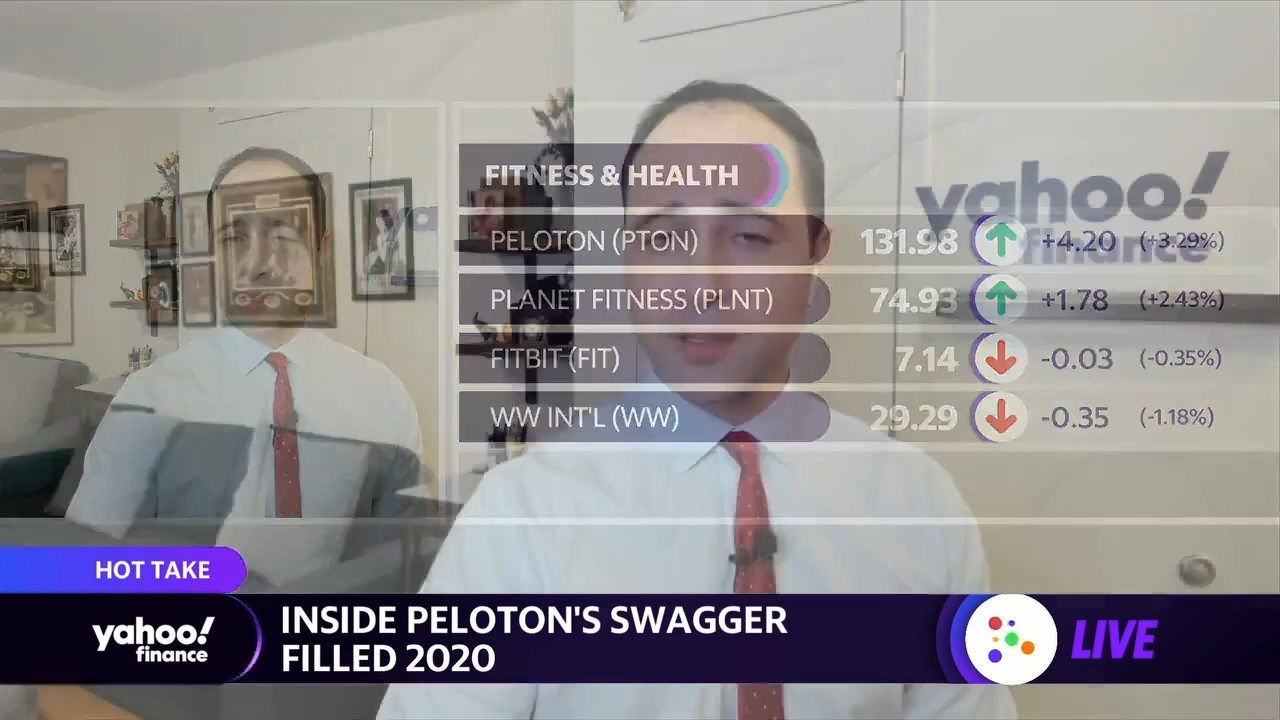 FITNESS & HEALTH
yahoo!
finance
PELOTON (PTON) 131.98 +4.20 (+3.29%)
PLANET FITNESS (PLNT) 74.93 +1.78 (+2.43%)
FITBIT (FIT) 7.14 -0.03 (-0.35%)
WW INT'L (WW) 29.29 -0.35 (-1.18%)
HOT TAKE
yahoo!
finance
INSIDE PELOTON'S SWAGGER
FILLED 2020
LIVE